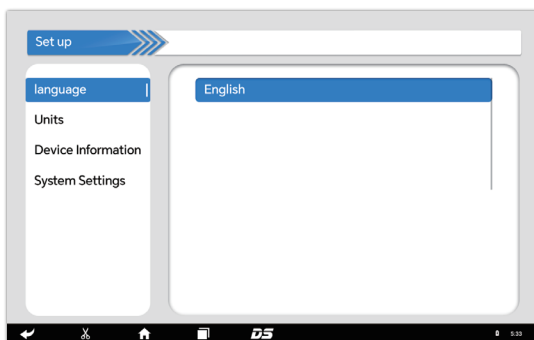 Set up
language
English
Units
Device Information
System Settings
DS
5:33